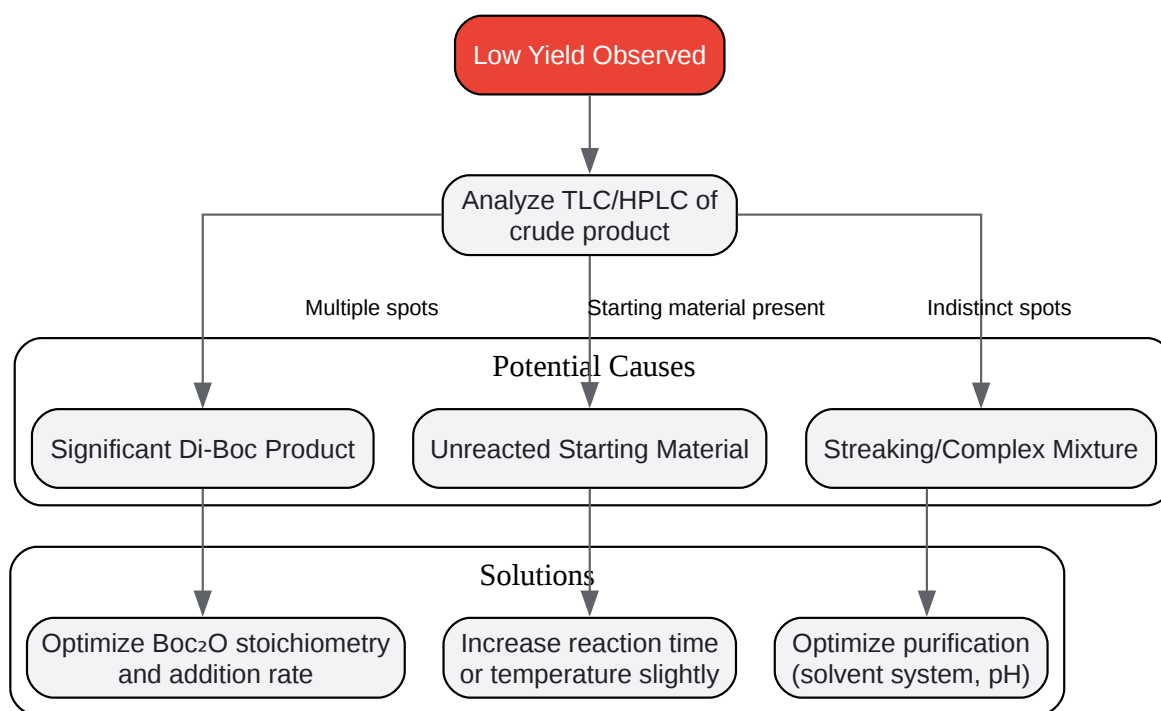 Low Yield Observed
Analyze TLC/HPLC of
crude product
Multiple spots
Starting material present
Indistinct spots
Potential Causes
Significant Di-Boc Product
Unreacted Starting Material
Streaking/Complex Mixture
Solutions
Optimize Boc₂O stoichiometry
and addition rate
Increase reaction time
or temperature slightly
Optimize purification
(solvent system, pH)